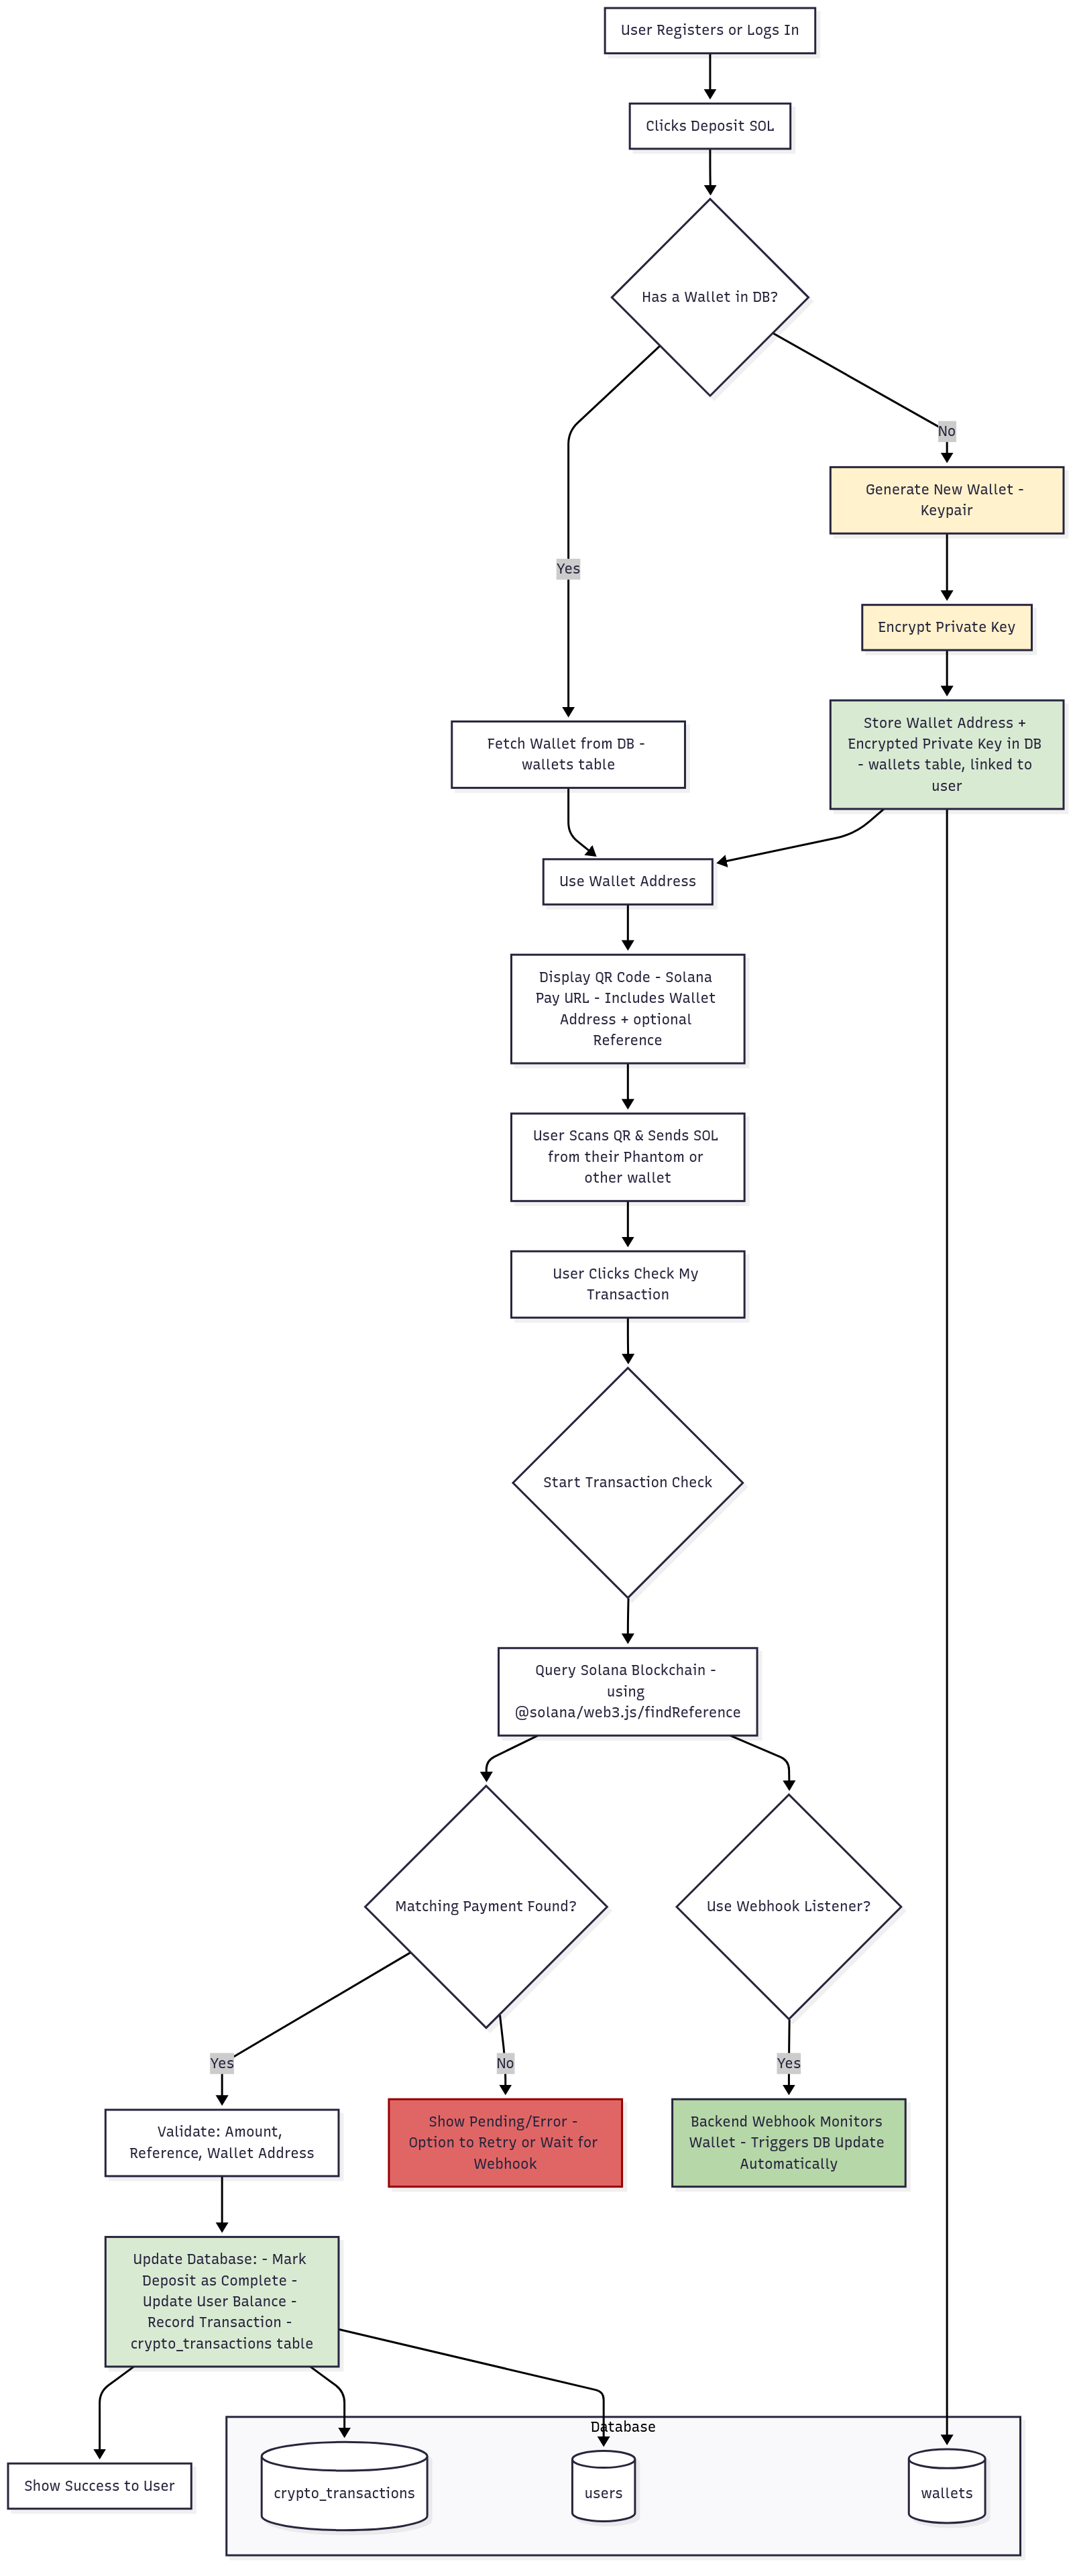 User Registers or Logs In
Clicks Deposit SOL
Has a Wallet in DB?
No
Generate New Wallet -
Keypair
Yes
Encrypt Private Key
Store Wallet Address +
Encrypted Private Key in DB
- wallets table, linked to
user
Fetch Wallet from DB -
wallets table
Use Wallet Address
Display QR Code - Solana
Pay URL - Includes Wallet
Address + optional
Reference
User Scans QR & Sends SOL
from their Phantom or
other wallet
User Clicks Check My
Transaction
Start Transaction Check
Query Solana Blockchain -
using
@solana/web3.js/findReference
Matching Payment Found?
Use Webhook Listener?
Yes
No
Yes
Validate: Amount,
Reference, Wallet Address
Show Pending/Error -
Option to Retry or Wait for
Webhook
Backend Webhook Monitors
Wallet - Triggers DB Update
Automatically
Update Database: - Mark
Deposit as Complete -
Update User Balance -
Record Transaction -
crypto_transactions table
Database
Show Success to User
crypto_transactions
users
wallets